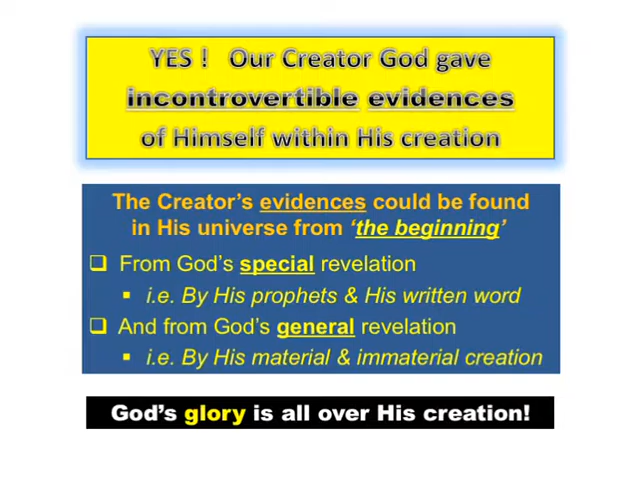 YES !   Our Creator God gave
incontrovertible evidences
of Himself within His creation
The Creator's evidences could be found
in His universe from 'the beginning'
❑ From God's special revelation
▪ i.e. By His prophets & His written word
❑ And from God's general revelation
▪ i.e. By His material & immaterial creation
God's glory is all over His creation!